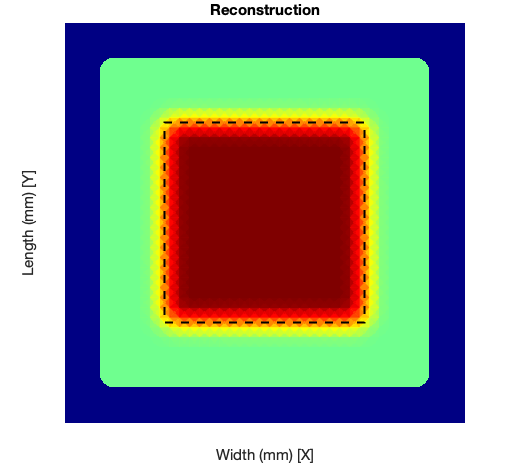 Reconstruction
Length (mm) [Y]
Width (mm) [X]